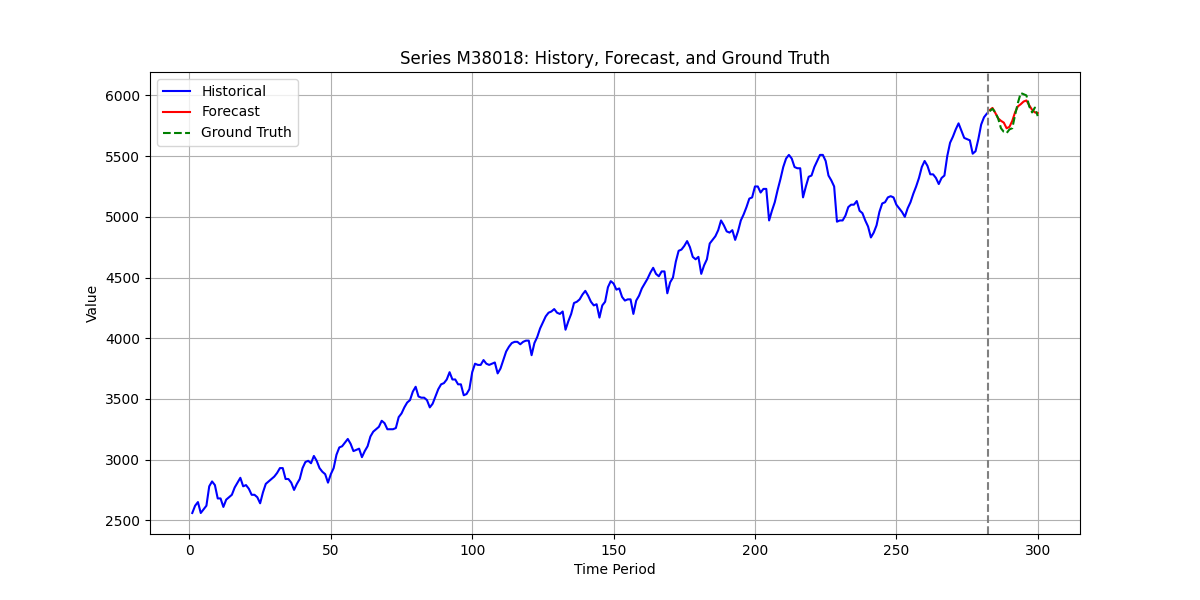 Series M38018: History, Forecast, and Ground Truth
Historical
Forecast
Ground Truth
6000
5500
5000
4500
4000
3500
3000
2500
Value
0 50 100 150 200 250 300
Time Period